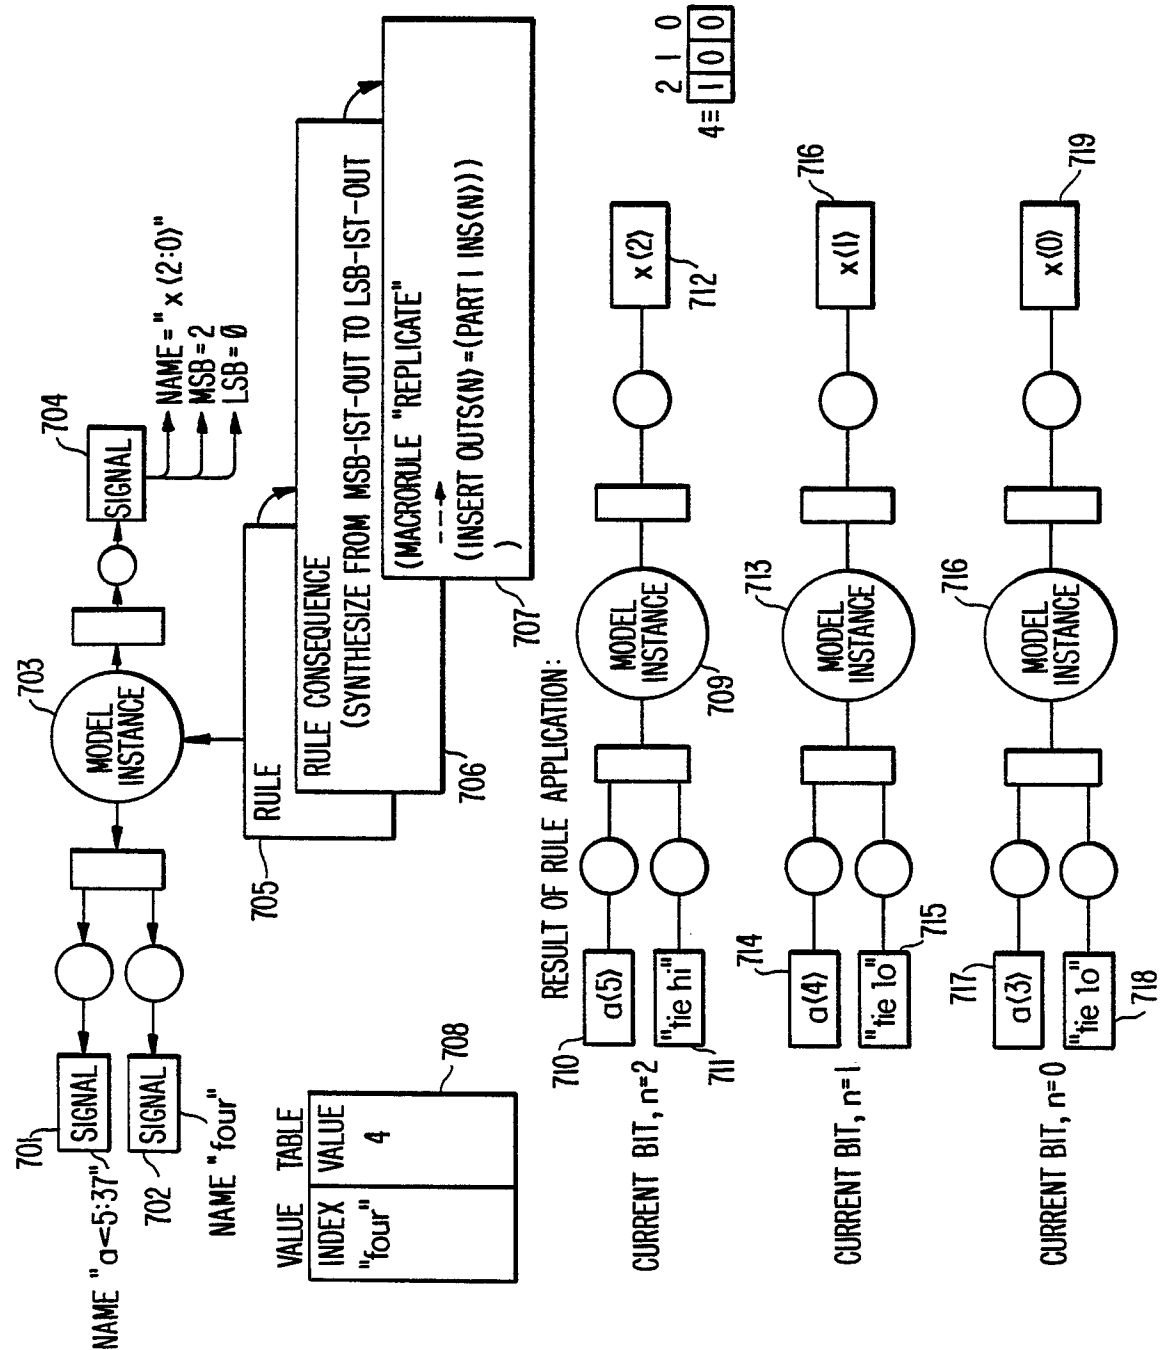 701
SIGNAL
NAME "a<5:37"
702
SIGNAL
NAME "four"
703
MODEL
INSTANCE
704
SIGNAL
NAME="x⟨2:0⟩"
MSB=2
LSB=0
VALUE TABLE
INDEX
VALUE
"four"
4
708
705
RULE
706
RULE CONSEQUENCE
(SYNTHESIZE FROM MSB-IST-OUT TO LSB-IST-OUT
707
(MACRORULE "REPLICATE"
(INSERT OUTS⟨N⟩=(PART I INS⟨N⟩))
)
RESULT OF RULE APPLICATION:
2 1 0
4= 1 0 0
CURRENT BIT, n=2
710
a⟨5⟩
"tie hi"
711
MODEL
INSTANCE
709
x⟨2⟩
712
CURRENT BIT, n=1
714
a⟨4⟩
"tie lo"
715
713
MODEL
INSTANCE
x⟨1⟩
716
CURRENT BIT, n=0
717
a⟨3⟩
"tie lo"
718
716
MODEL
INSTANCE
x⟨0⟩
719